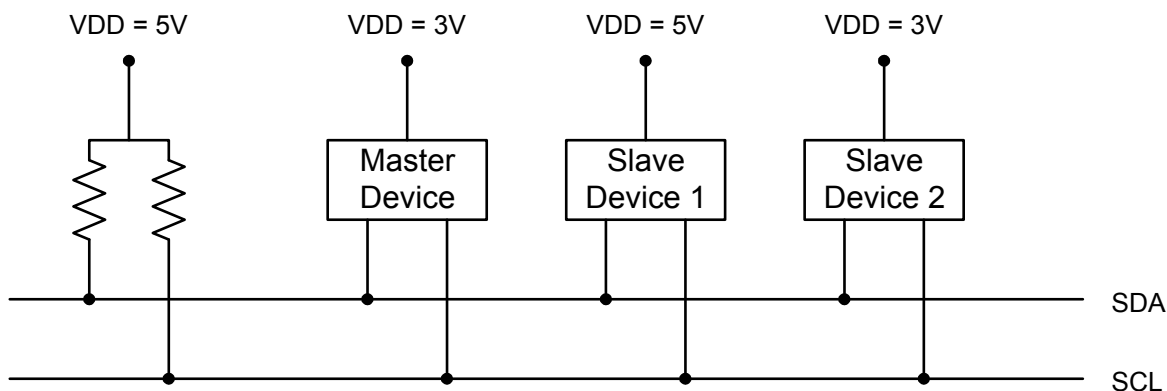 VDD = 5V
VDD = 3V
VDD = 5V
VDD = 3V
Master
Device
Slave
Device 1
Slave
Device 2
SDA
SCL